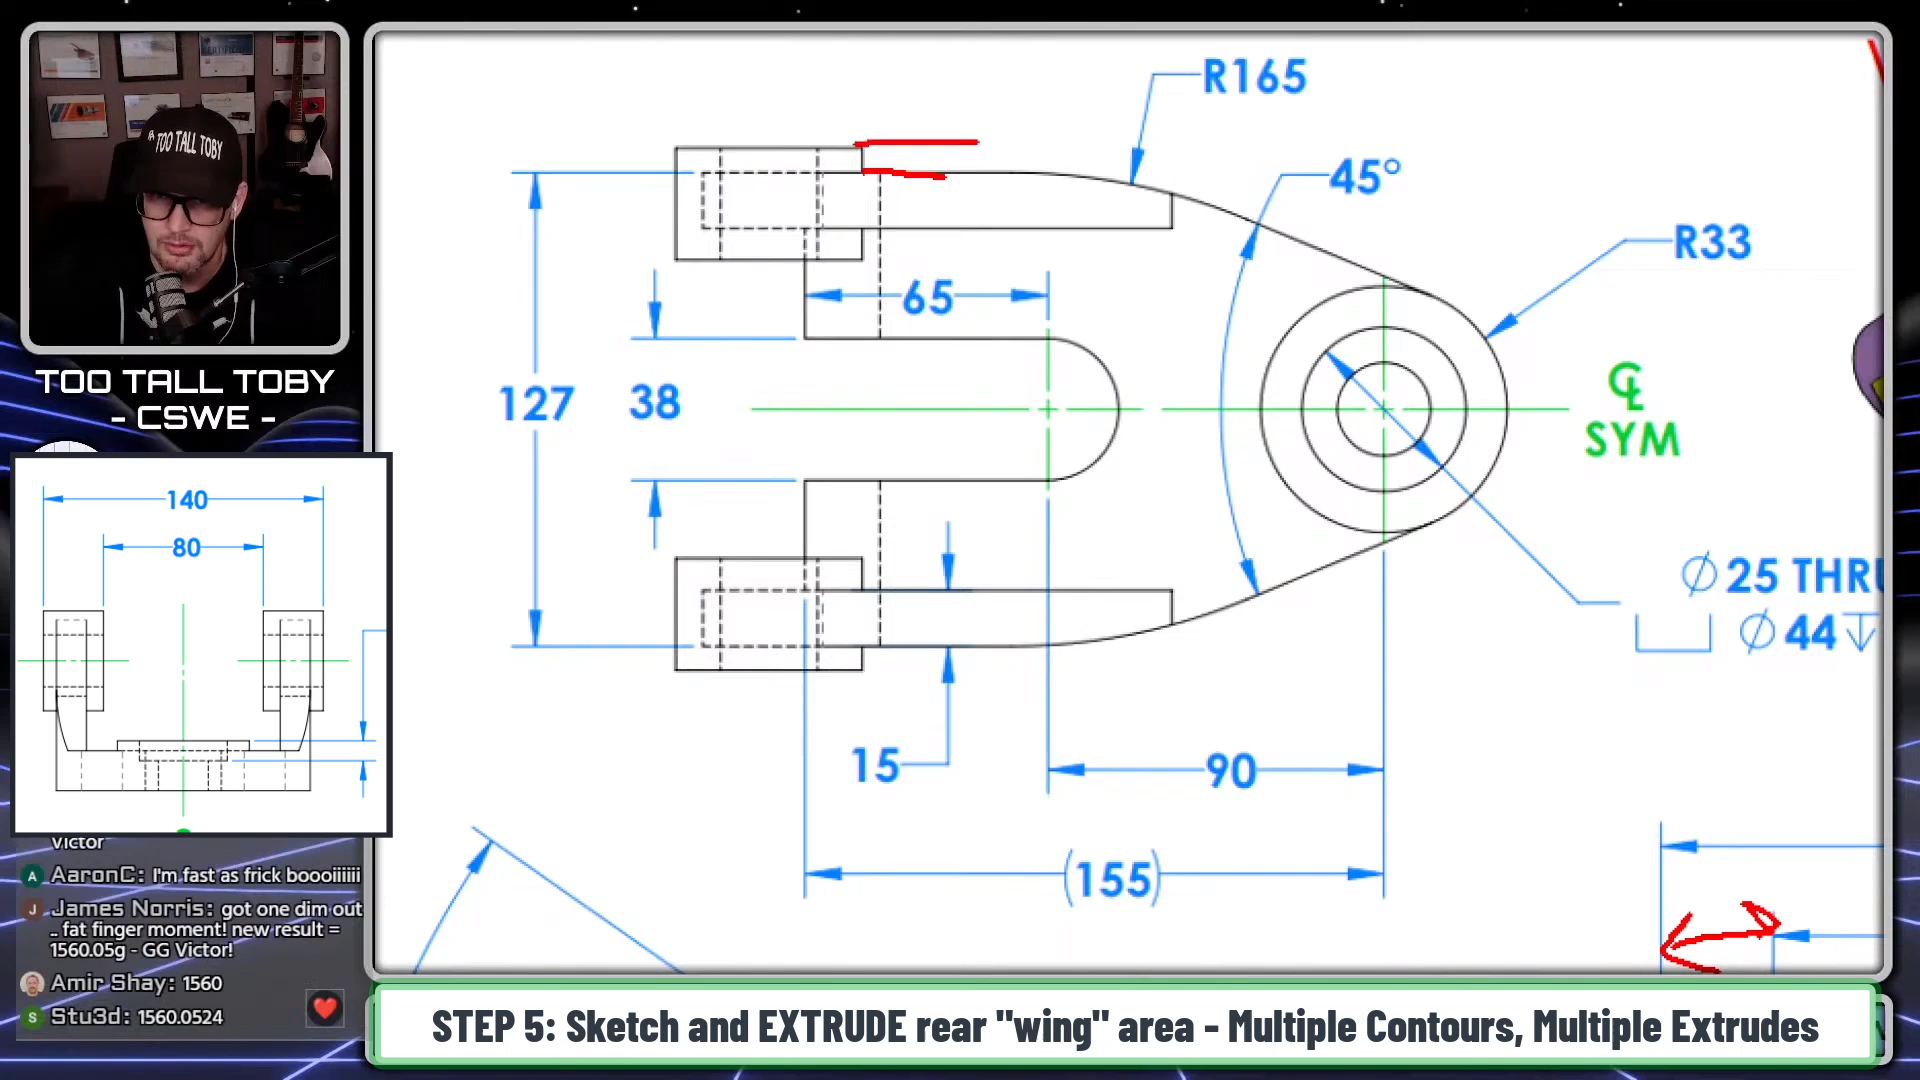 TOO TALL TOBY
TOO TALL TOBY
- CSWE -
140
80
Victor
AaronC: I'm fast as frick boooiiiiii
James Norris: got one dim out
.. fat finger moment! new result =
1560.05g - GG Victor!
Amir Shay: 1560
Stu3d: 1560.0524
R165
45°
R33
65
127
38
℄
SYM
∅ 25 THRU
∅ 44
15
90
(155)
STEP 5: Sketch and EXTRUDE rear "wing" area - Multiple Contours, Multiple Extrudes